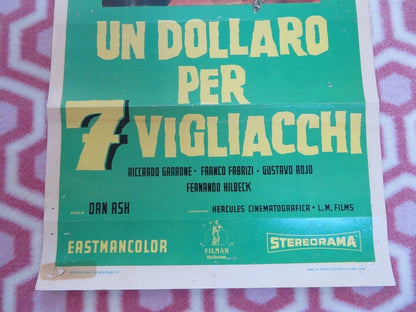 UN DOLLARO
PER
7 VIGLIACCHI
RICCARDO GARRONE · FRANCO FABRIZI · GUSTAVO ROJO
FERNANDO HILBECK
DAN ASH
HERCULES CINEMATOGRAFICA - L.M. FILMS
EASTMANCOLOR
FILMAR
STEREORAMA